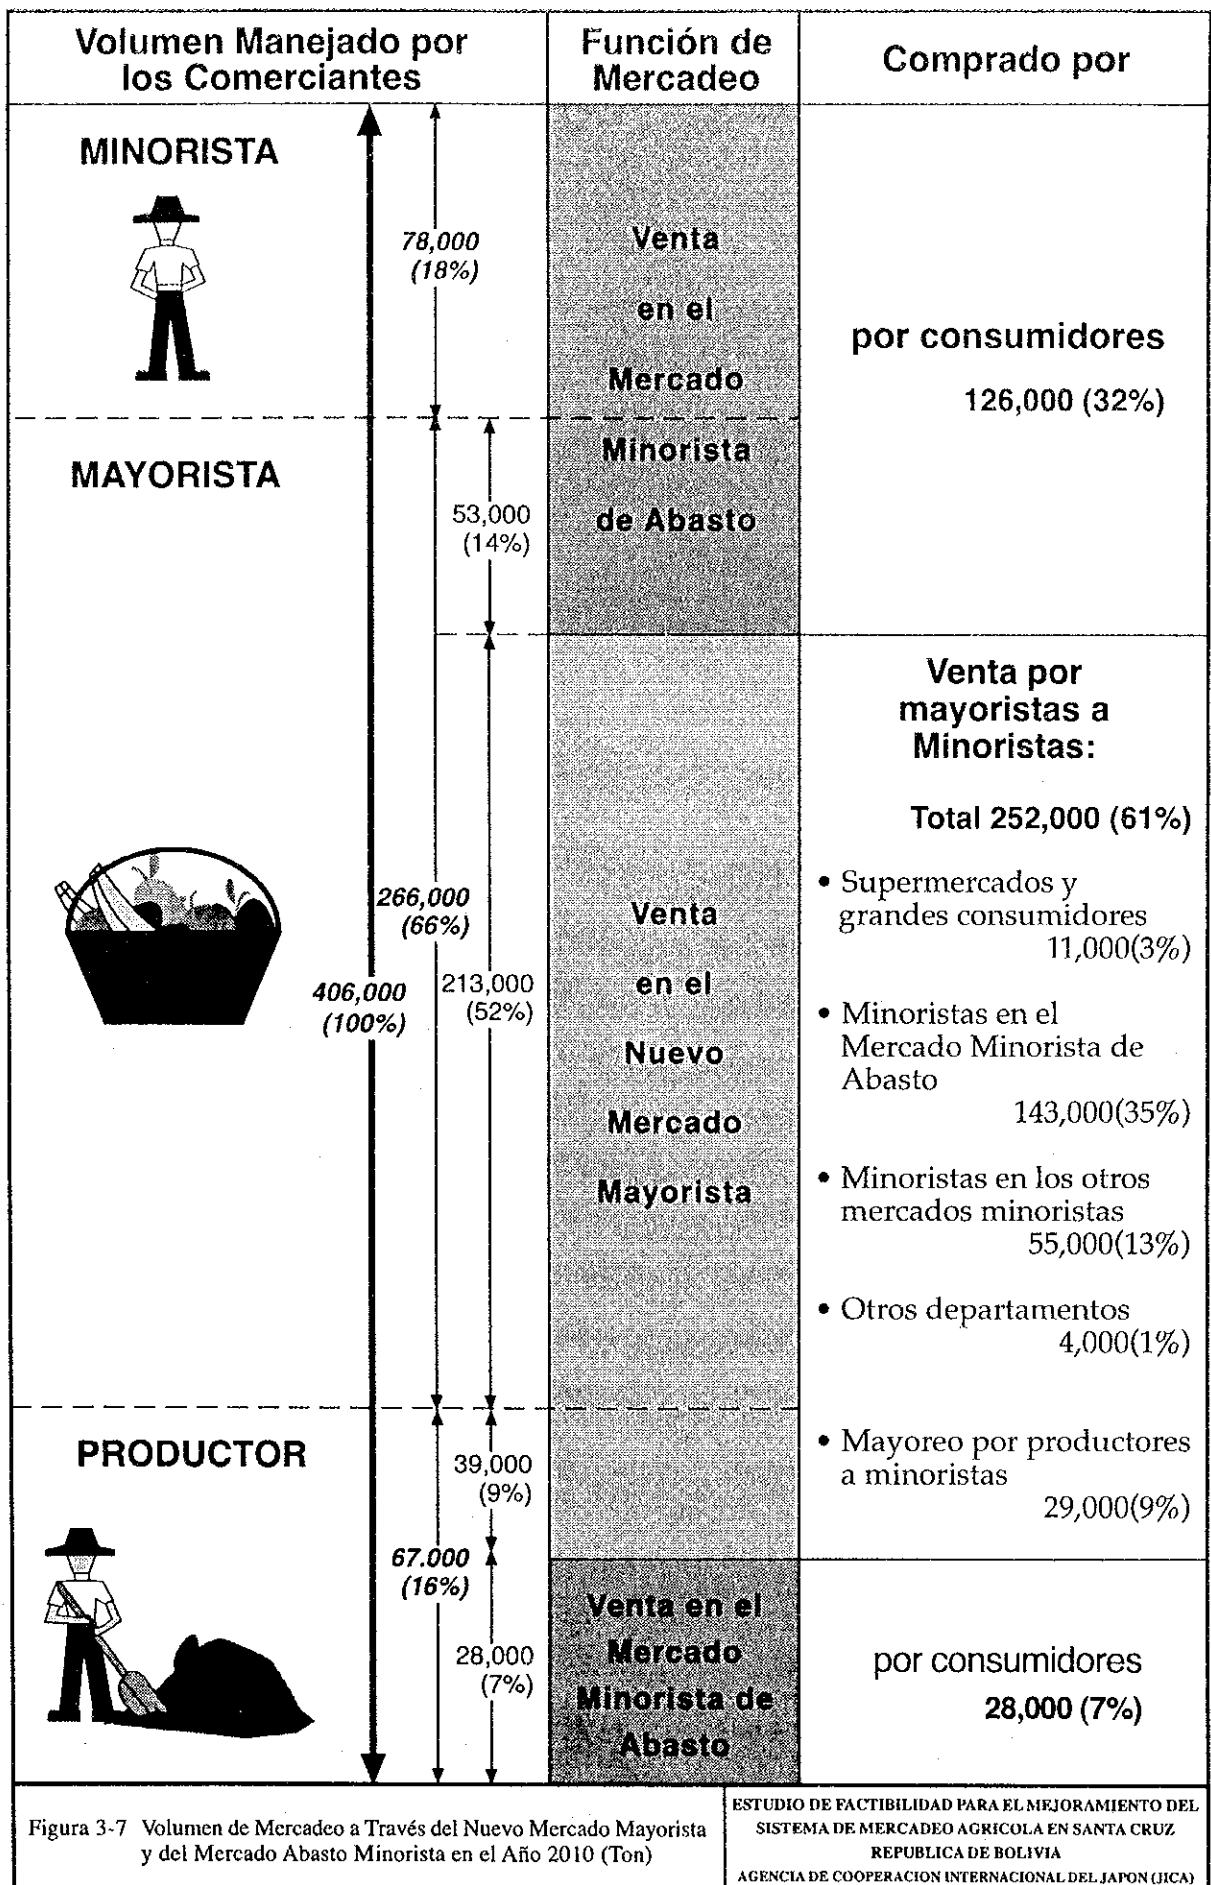 Volumen Manejado por
los Comerciantes
Función de
Mercadeo
Comprado por
MINORISTA
78,000
(18%)
Venta
en el
Mercado
Minorista
de Abasto
por consumidores
126,000 (32%)
MAYORISTA
53,000
(14%)
266,000
(66%)
406,000
(100%)
213,000
(52%)
Venta
en el
Nuevo
Mercado
Mayorista
Venta por
mayoristas a
Minoristas:
Total 252,000 (61%)
• Supermercados y
grandes consumidores
11,000(3%)
• Minoristas en el
Mercado Minorista de
Abasto
143,000(35%)
• Minoristas en los otros
mercados minoristas
55,000(13%)
• Otros departamentos
4,000(1%)
• Mayoreo por productores
a minoristas
29,000(9%)
PRODUCTOR
39,000
(9%)
67.000
(16%)
28,000
(7%)
Venta en el
Mercado
Minorista de
Abasto
por consumidores
28,000 (7%)
Figura 3-7 Volumen de Mercadeo a Través del Nuevo Mercado Mayorista
y del Mercado Abasto Minorista en el Año 2010 (Ton)
ESTUDIO DE FACTIBILIDAD PARA EL MEJORAMIENTO DEL
SISTEMA DE MERCADEO AGRICOLA EN SANTA CRUZ
REPUBLICA DE BOLIVIA
AGENCIA DE COOPERACION INTERNACIONAL DEL JAPON (JICA)